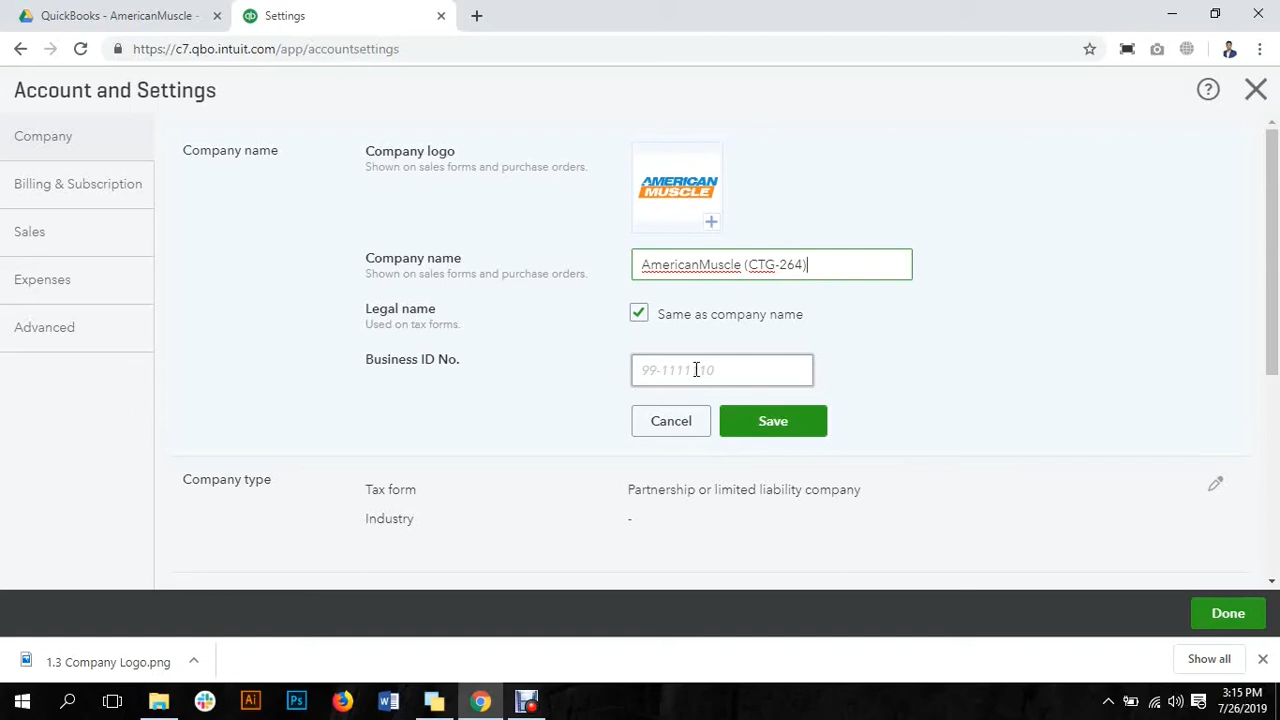 QuickBooks - AmericanMuscle -
Settings
https://c7.qbo.intuit.com/app/accountsettings
Account and Settings
Company
Billing & Subscription
Sales
Expenses
Advanced
Company name
Company logo
Shown on sales forms and purchase orders.
AMERICAN
MUSCLE
Company name
Shown on sales forms and purchase orders.
AmericanMuscle (CTG-264)
Legal name
Used on tax forms.
Same as company name
Business ID No.
Cancel
Save
Company type
Tax form
Partnership or limited liability company
Industry
-
Done
1.3 Company Logo.png
Show all
Ai
Ps
3:15 PM
7/26/2019